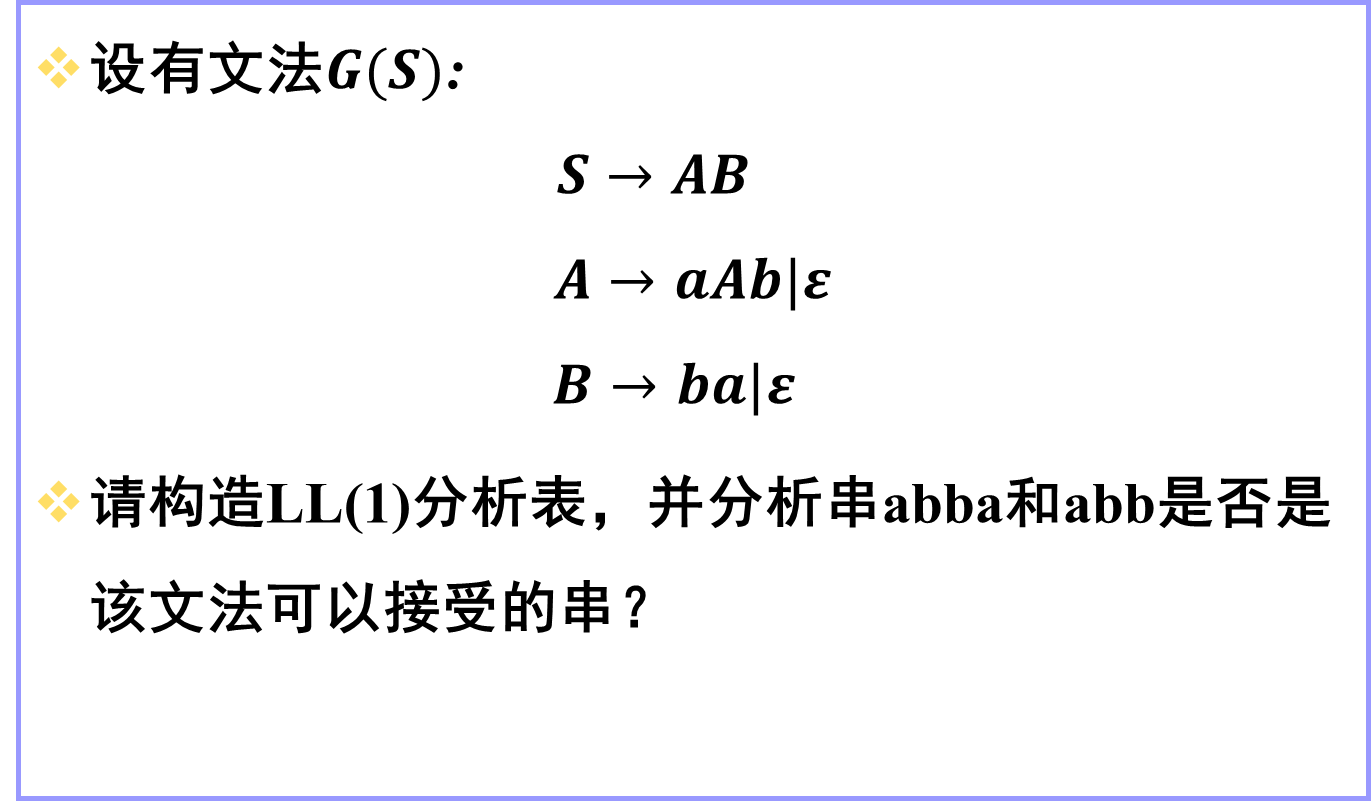 设有文法G(S):
S → AB
A → aAb|ε
B → ba|ε
请构造LL(1)分析表，并分析串abba和abb是否是
该文法可以接受的串？